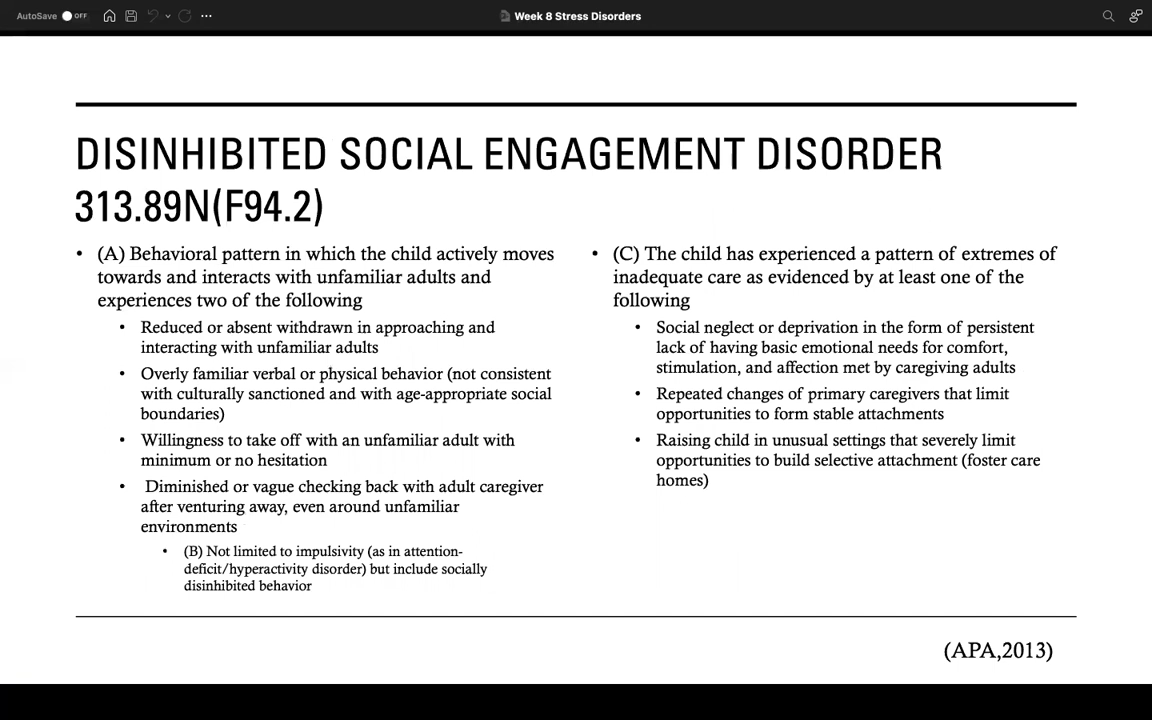 AutoSave OFF
Week 8 Stress Disorders
DISINHIBITED SOCIAL ENGAGEMENT DISORDER
313.89N(F94.2)
• (A) Behavioral pattern in which the child actively moves
towards and interacts with unfamiliar adults and
experiences two of the following
• Reduced or absent withdrawn in approaching and
interacting with unfamiliar adults
• Overly familiar verbal or physical behavior (not consistent
with culturally sanctioned and with age-appropriate social
boundaries)
• Willingness to take off with an unfamiliar adult with
minimum or no hesitation
• Diminished or vague checking back with adult caregiver
after venturing away, even around unfamiliar
environments
• (B) Not limited to impulsivity (as in attention-
deficit/hyperactivity disorder) but include socially
disinhibited behavior
• (C) The child has experienced a pattern of extremes of
inadequate care as evidenced by at least one of the
following
• Social neglect or deprivation in the form of persistent
lack of having basic emotional needs for comfort,
stimulation, and affection met by caregiving adults
• Repeated changes of primary caregivers that limit
opportunities to form stable attachments
• Raising child in unusual settings that severely limit
opportunities to build selective attachment (foster care
homes)
(APA,2013)